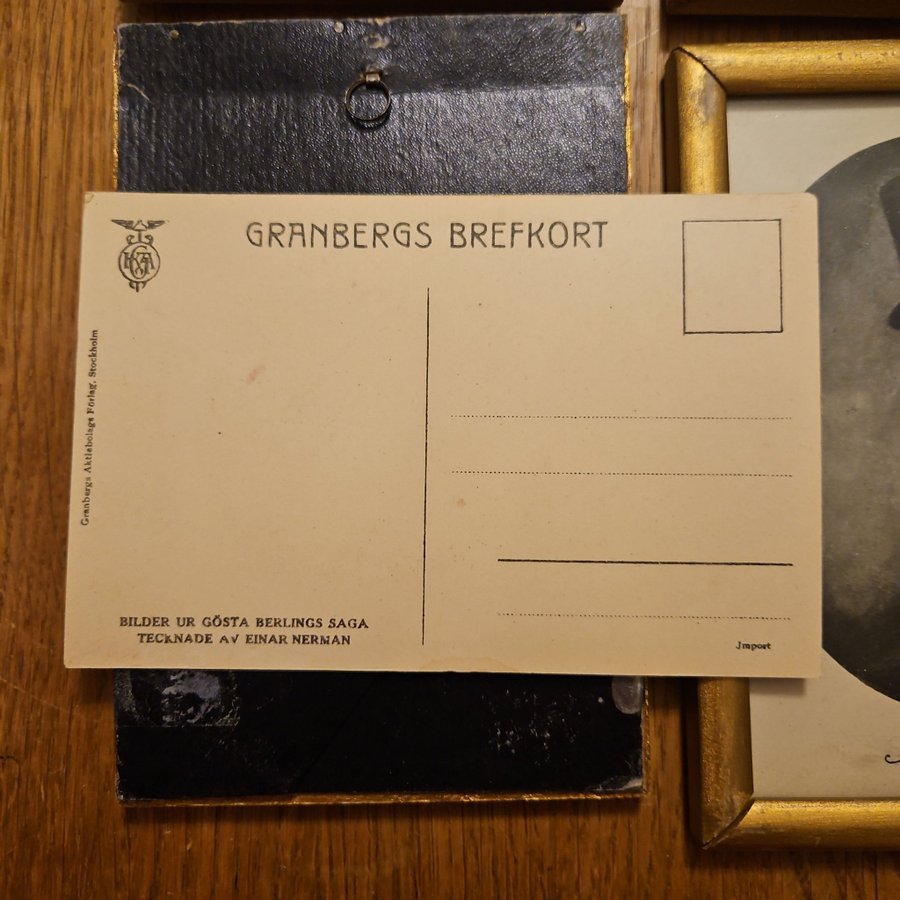 GRANBERGS BREFKORT
Granbergs Aktiebolags Förlag, Stockholm
BILDER UR GÖSTA BERLINGS SAGA
TECKNADE AV EINAR NERMAN
Jmport